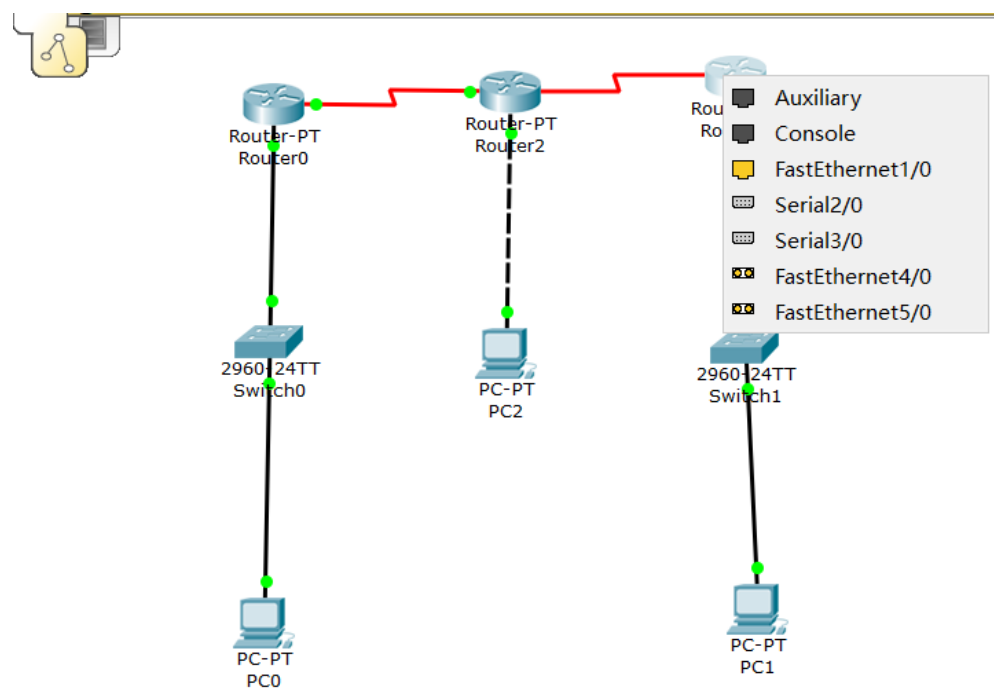 Router-PT
Router0
Router-PT
Router2
Auxiliary
Console
FastEthernet1/0
Serial2/0
Serial3/0
FastEthernet4/0
FastEthernet5/0
2960-24TT
Switch0
PC-PT
PC2
2960-24TT
Switch1
PC-PT
PC0
PC-PT
PC1